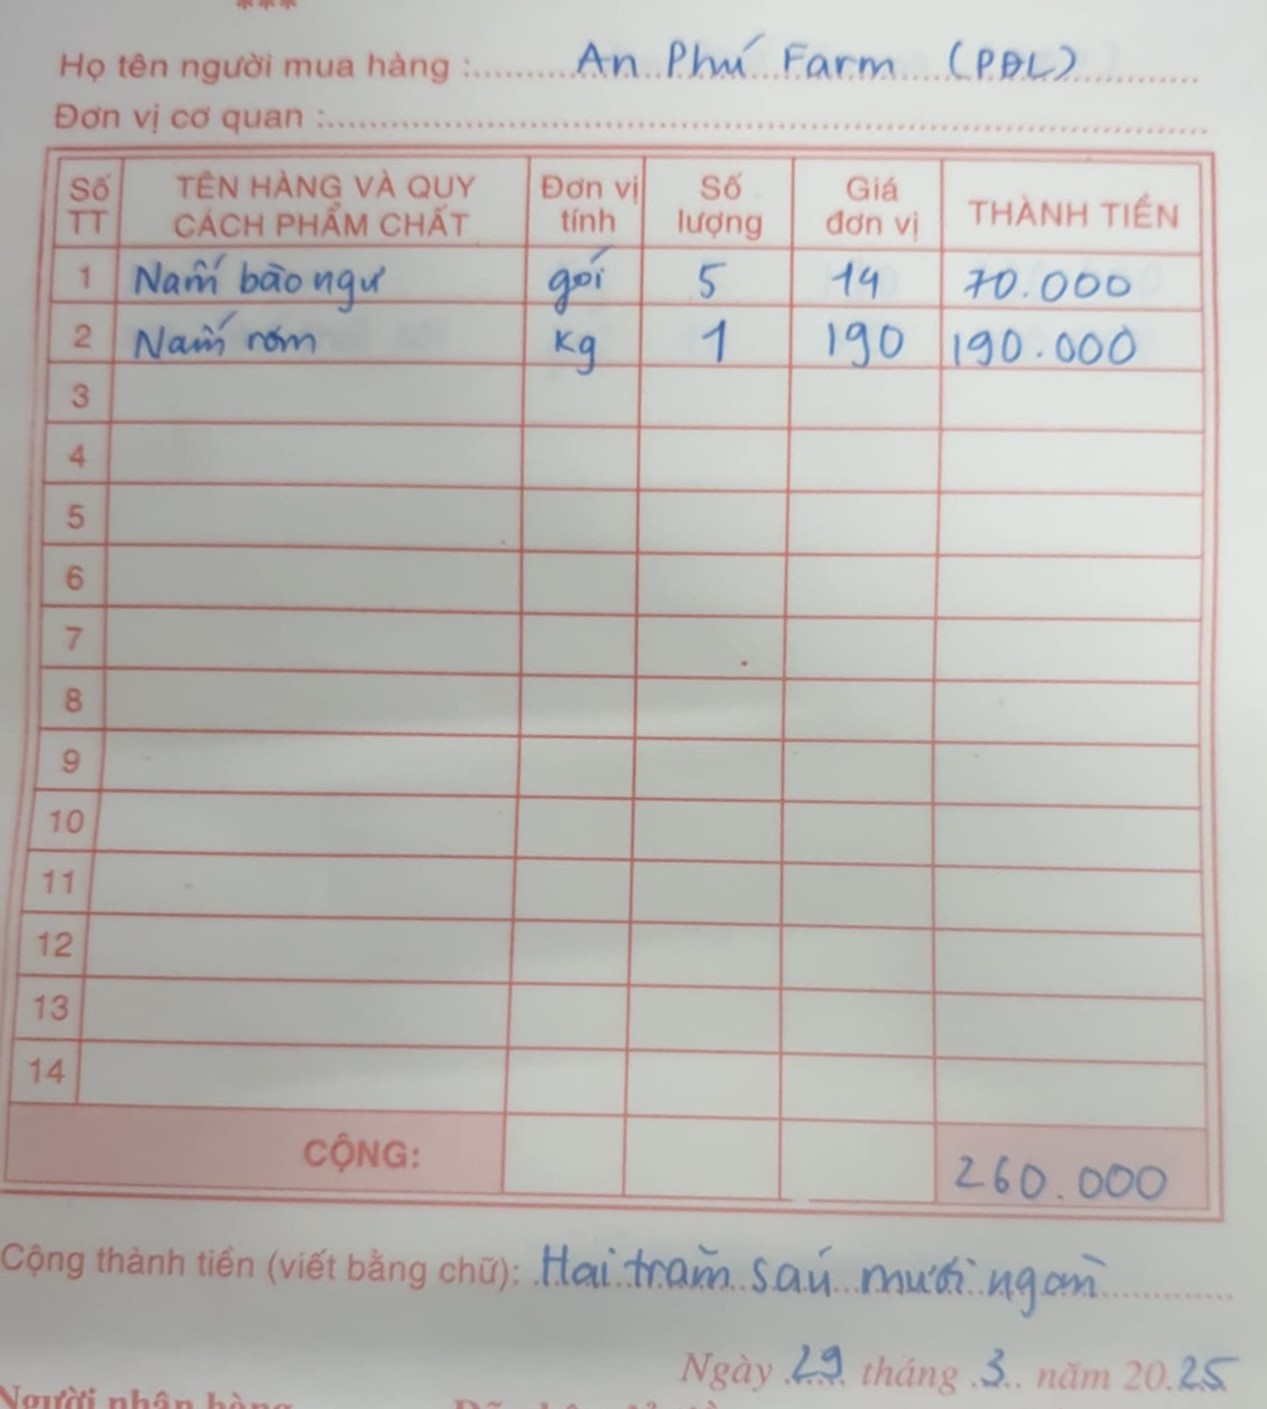 ***
Họ tên người mua hàng : An Phú Farm (PĐL)
Đơn vị cơ quan :
Số TT TÊN HÀNG VÀ QUY CÁCH PHẨM CHẤT Đơn vị tính Số lượng Giá đơn vị THÀNH TIỀN
1 Nấm bào ngư gói 5 14 70.000
2 Nấm rơm kg 1 190 190.000
3
4
5
6
7
8
9
10
11
12
13
14
CỘNG: 260.000
Cộng thành tiền (viết bằng chữ): Hai trăm sáu mươi ngàn
Ngày 29 tháng 3 năm 2025
Người nhận hàng